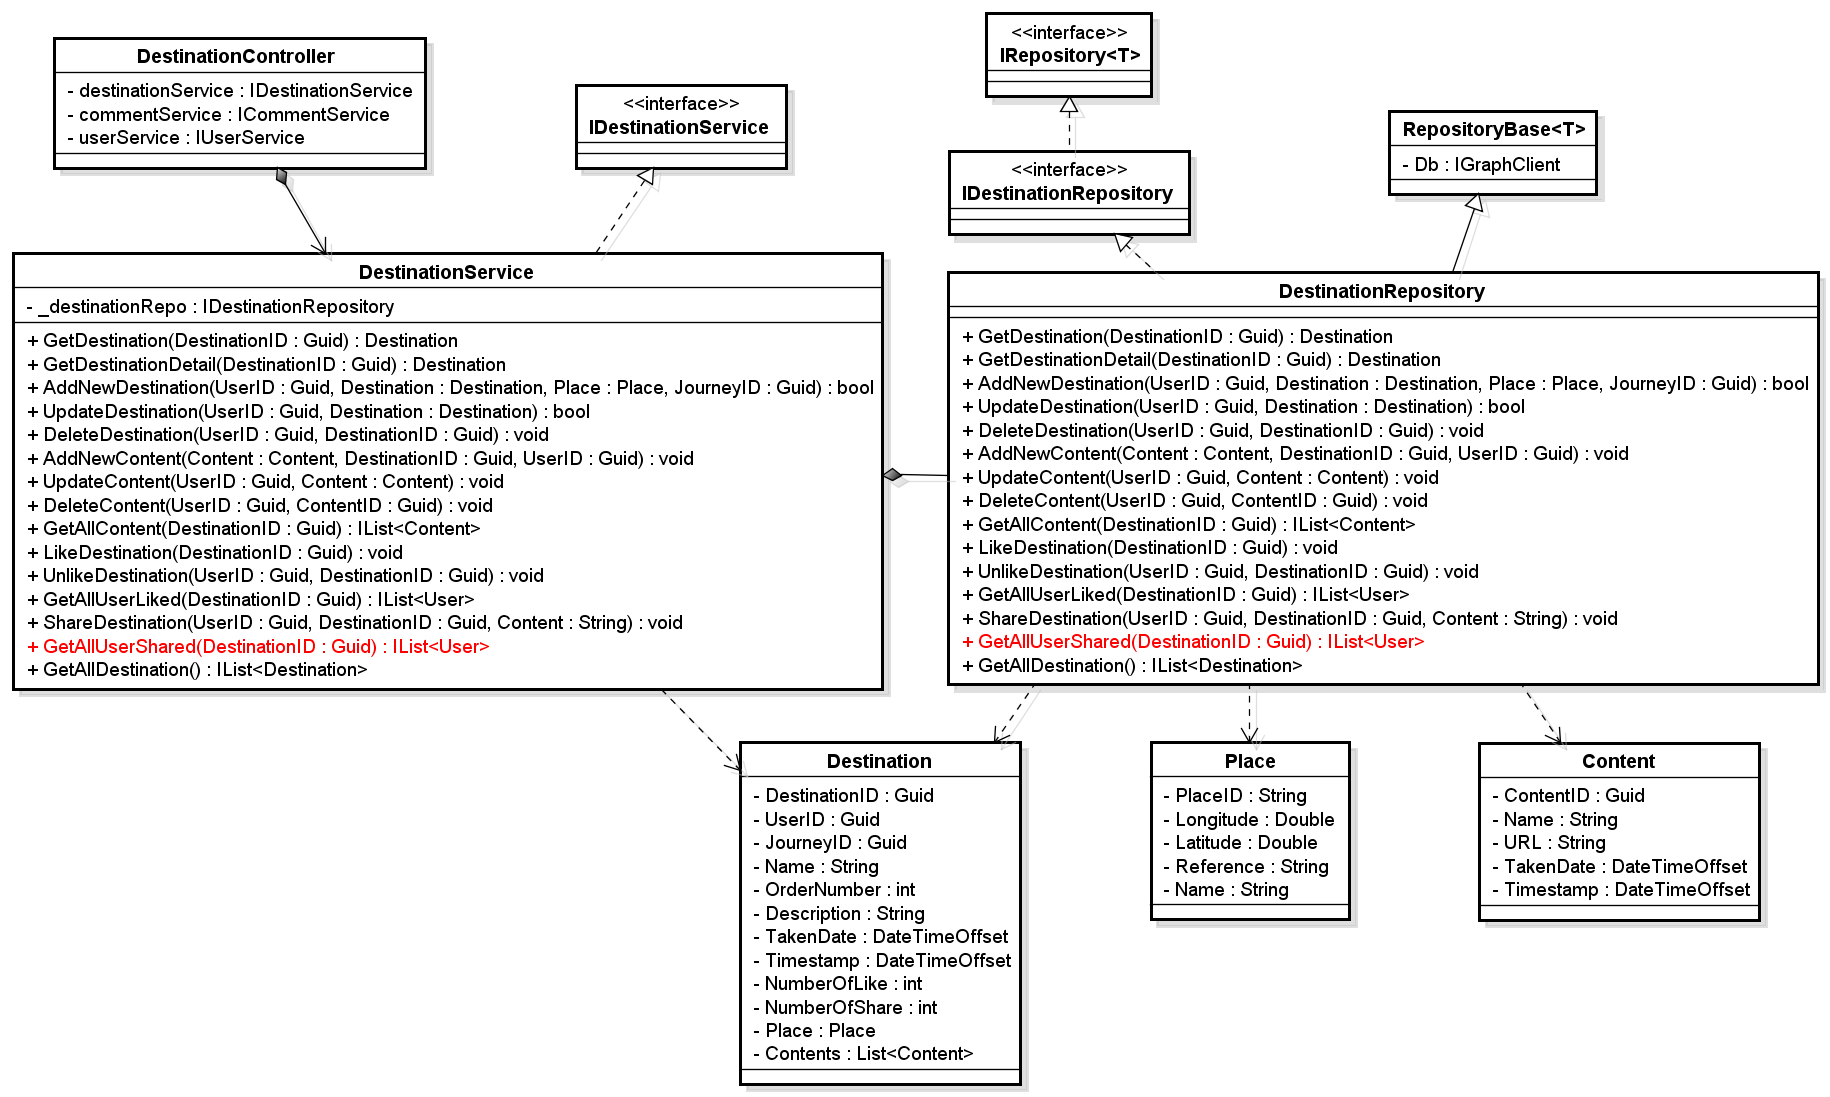 DestinationController
- destinationService : IDestinationService
- commentService : ICommentService
- userService : IUserService
<<interface>>
IDestinationService
<<interface>>
IRepository<T>
<<interface>>
IDestinationRepository
RepositoryBase<T>
- Db : IGraphClient
DestinationService
- _destinationRepo : IDestinationRepository
+ GetDestination(DestinationID : Guid) : Destination
+ GetDestinationDetail(DestinationID : Guid) : Destination
+ AddNewDestination(UserID : Guid, Destination : Destination, Place : Place, JourneyID : Guid) : bool
+ UpdateDestination(UserID : Guid, Destination : Destination) : bool
+ DeleteDestination(UserID : Guid, DestinationID : Guid) : void
+ AddNewContent(Content : Content, DestinationID : Guid, UserID : Guid) : void
+ UpdateContent(UserID : Guid, Content : Content) : void
+ DeleteContent(UserID : Guid, ContentID : Guid) : void
+ GetAllContent(DestinationID : Guid) : IList<Content>
+ LikeDestination(DestinationID : Guid) : void
+ UnlikeDestination(UserID : Guid, DestinationID : Guid) : void
+ GetAllUserLiked(DestinationID : Guid) : IList<User>
+ ShareDestination(UserID : Guid, DestinationID : Guid, Content : String) : void
+ GetAllUserShared(DestinationID : Guid) : IList<User>
+ GetAllDestination() : IList<Destination>
DestinationRepository
+ GetDestination(DestinationID : Guid) : Destination
+ GetDestinationDetail(DestinationID : Guid) : Destination
+ AddNewDestination(UserID : Guid, Destination : Destination, Place : Place, JourneyID : Guid) : bool
+ UpdateDestination(UserID : Guid, Destination : Destination) : bool
+ DeleteDestination(UserID : Guid, DestinationID : Guid) : void
+ AddNewContent(Content : Content, DestinationID : Guid, UserID : Guid) : void
+ UpdateContent(UserID : Guid, Content : Content) : void
+ DeleteContent(UserID : Guid, ContentID : Guid) : void
+ GetAllContent(DestinationID : Guid) : IList<Content>
+ LikeDestination(DestinationID : Guid) : void
+ UnlikeDestination(UserID : Guid, DestinationID : Guid) : void
+ GetAllUserLiked(DestinationID : Guid) : IList<User>
+ ShareDestination(UserID : Guid, DestinationID : Guid, Content : String) : void
+ GetAllUserShared(DestinationID : Guid) : IList<User>
+ GetAllDestination() : IList<Destination>
Destination
- DestinationID : Guid
- UserID : Guid
- JourneyID : Guid
- Name : String
- OrderNumber : int
- Description : String
- TakenDate : DateTimeOffset
- Timestamp : DateTimeOffset
- NumberOfLike : int
- NumberOfShare : int
- Place : Place
- Contents : List<Content>
Place
- PlaceID : String
- Longitude : Double
- Latitude : Double
- Reference : String
- Name : String
Content
- ContentID : Guid
- Name : String
- URL : String
- TakenDate : DateTimeOffset
- Timestamp : DateTimeOffset